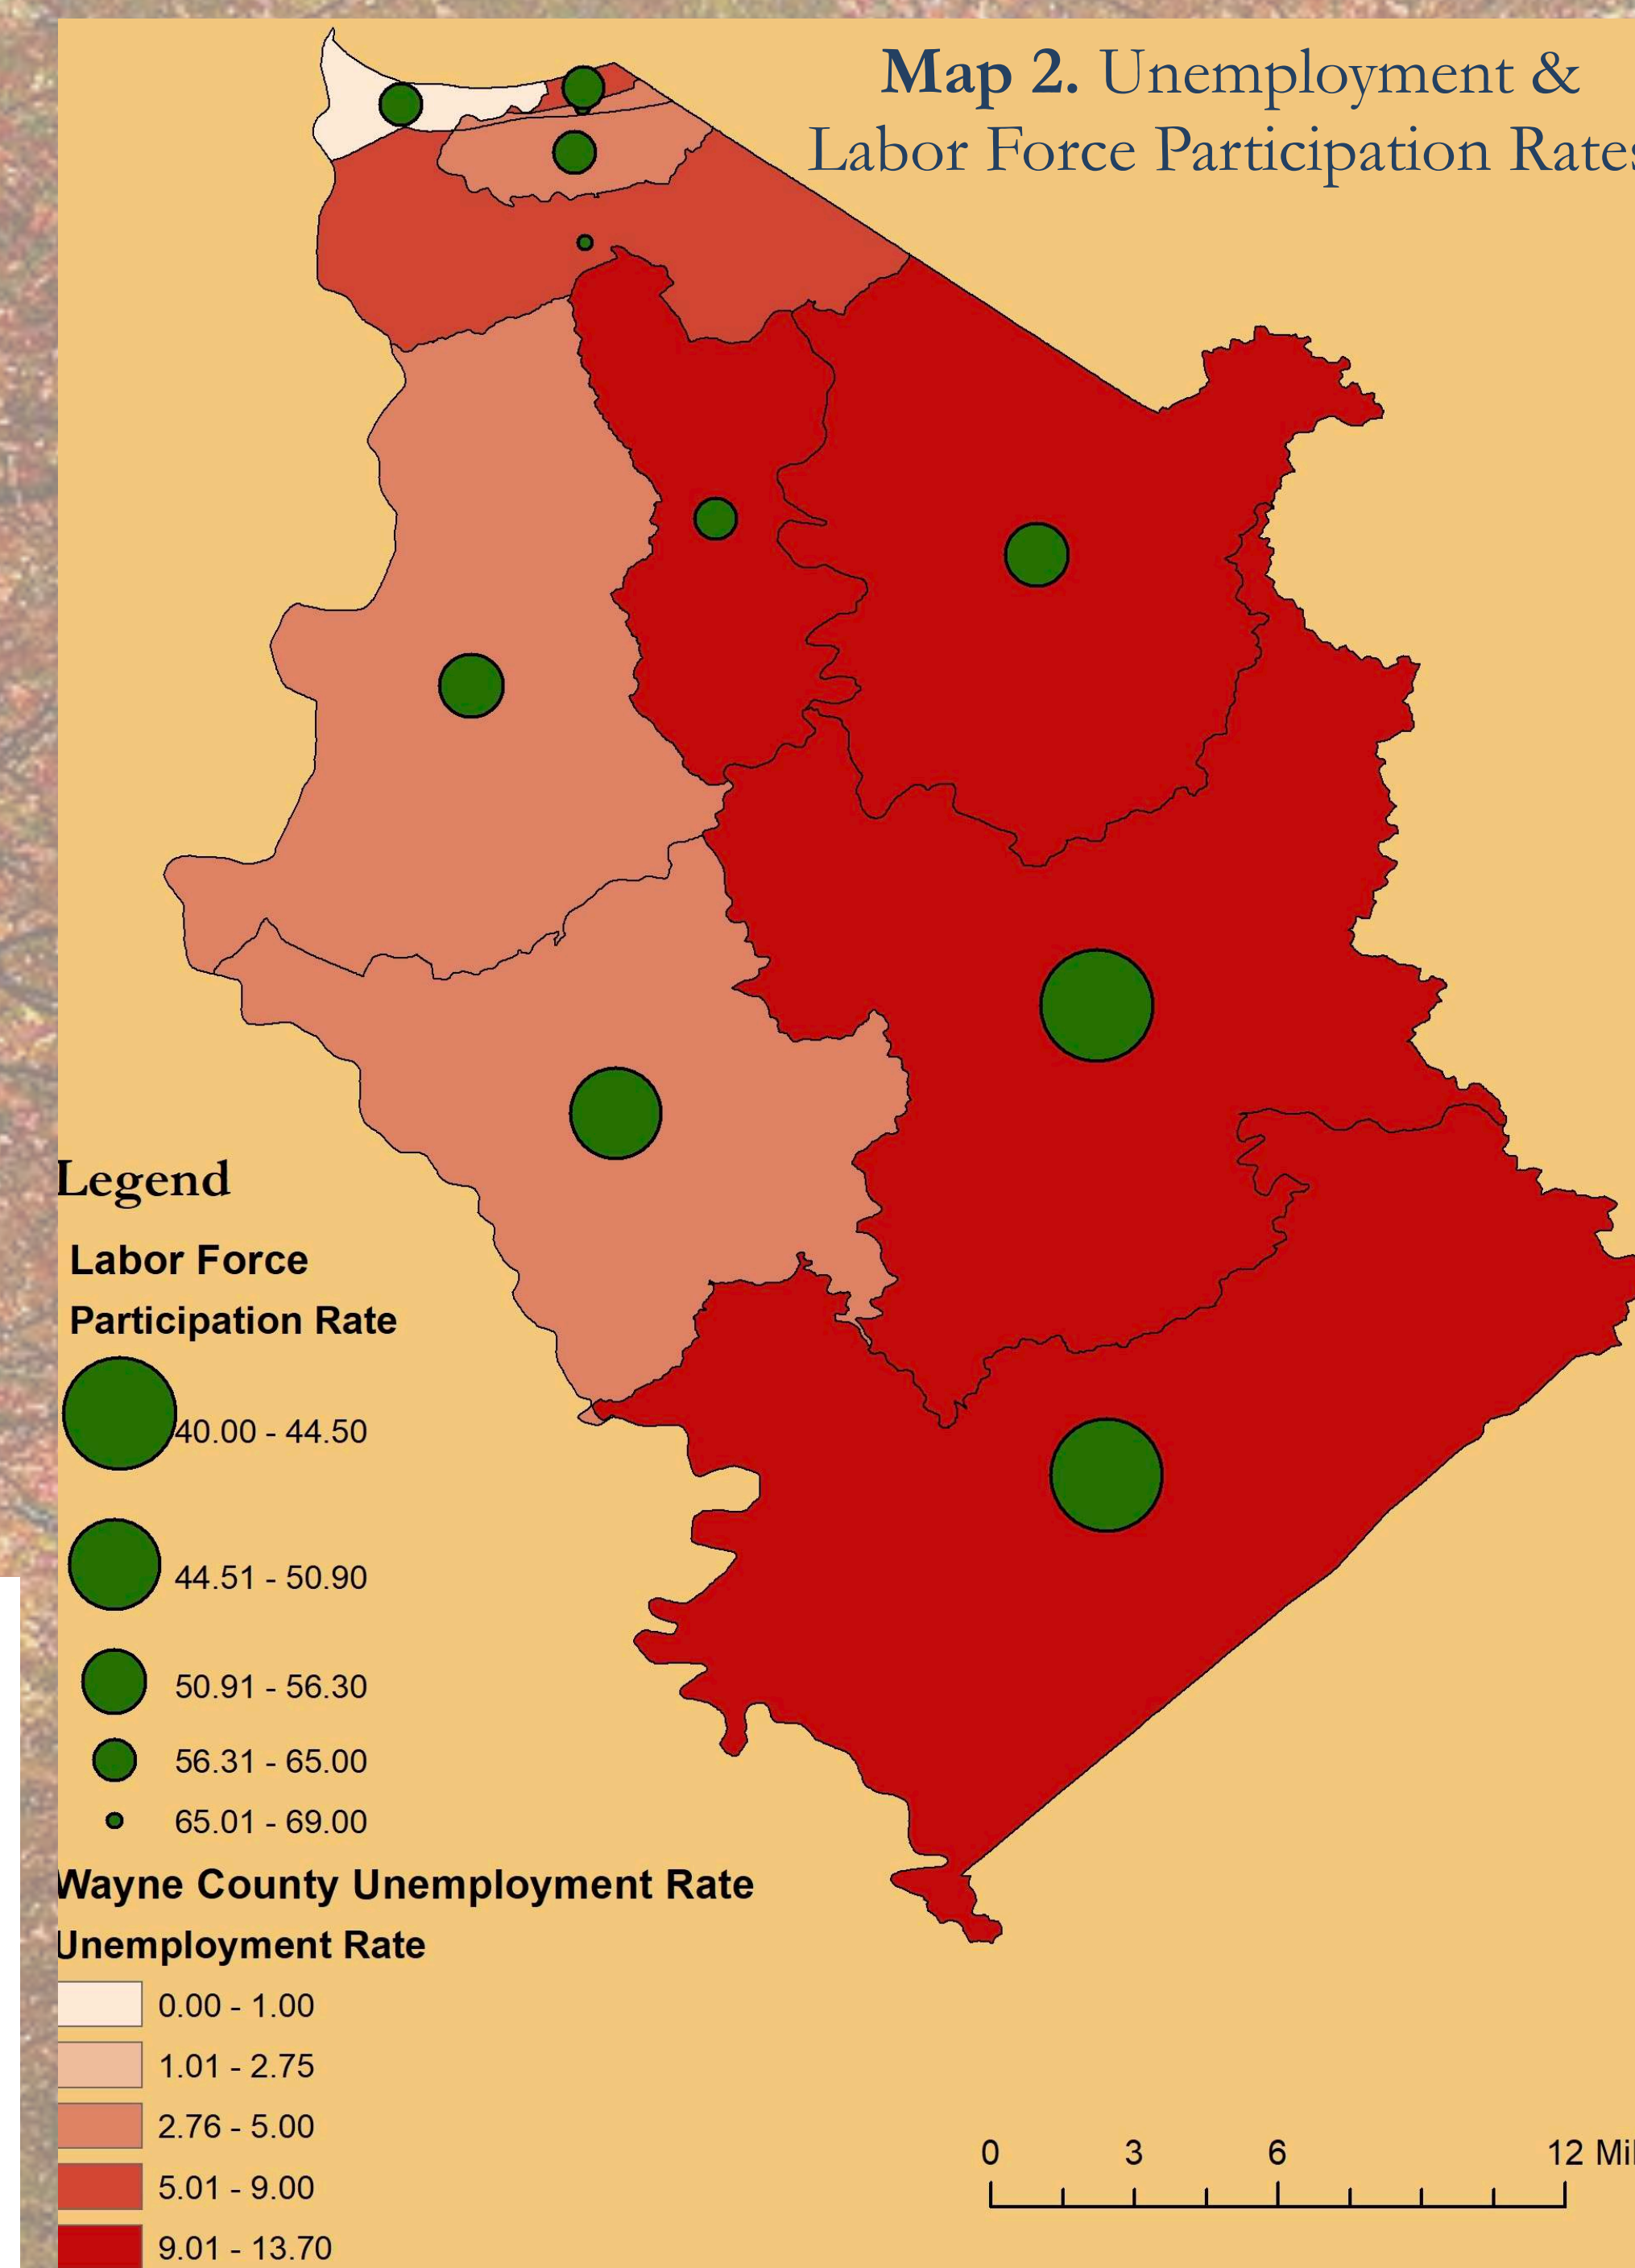 Map 2. Unemployment &
Labor Force Participation Rates
Legend
Labor Force
Participation Rate
40.00 - 44.50
44.51 - 50.90
50.91 - 56.30
56.31 - 65.00
65.01 - 69.00
Wayne County Unemployment Rate
Unemployment Rate
0.00 - 1.00
1.01 - 2.75
2.76 - 5.00
5.01 - 9.00
9.01 - 13.70
0 3 6 12 Mil